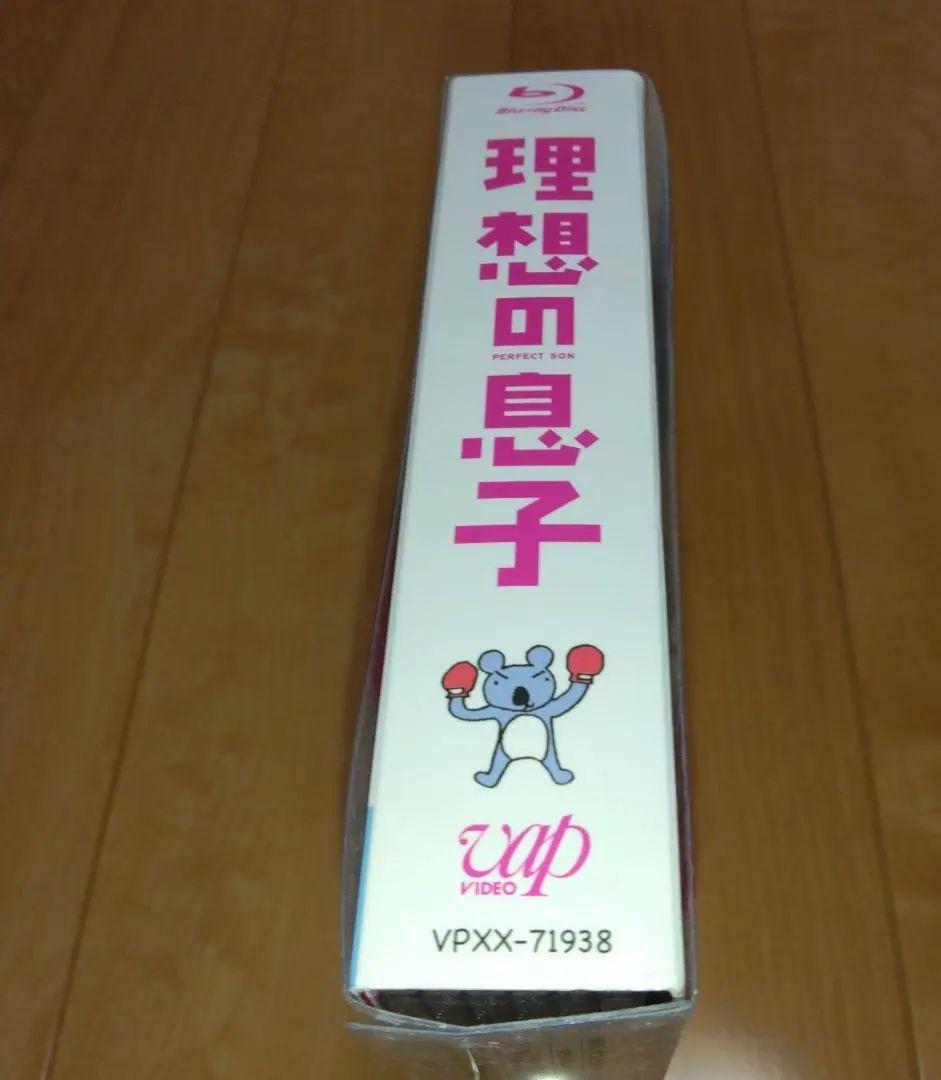 Blu-ray Disc
理想の息子
PERFECT SON
vap
VIDEO
VPXX-71938